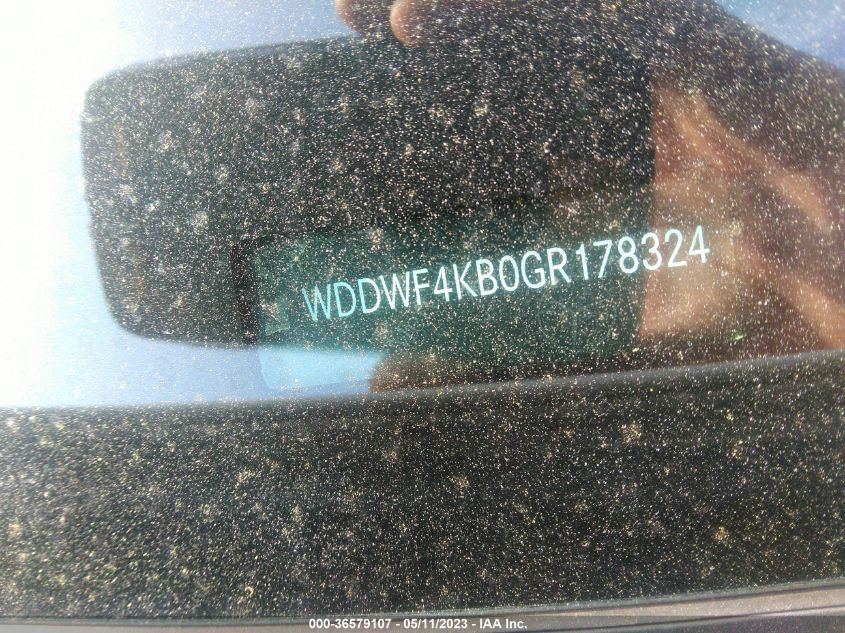 WDDWF4KB0GR178324
000-36579107 - 05/11/2023 - IAA Inc.